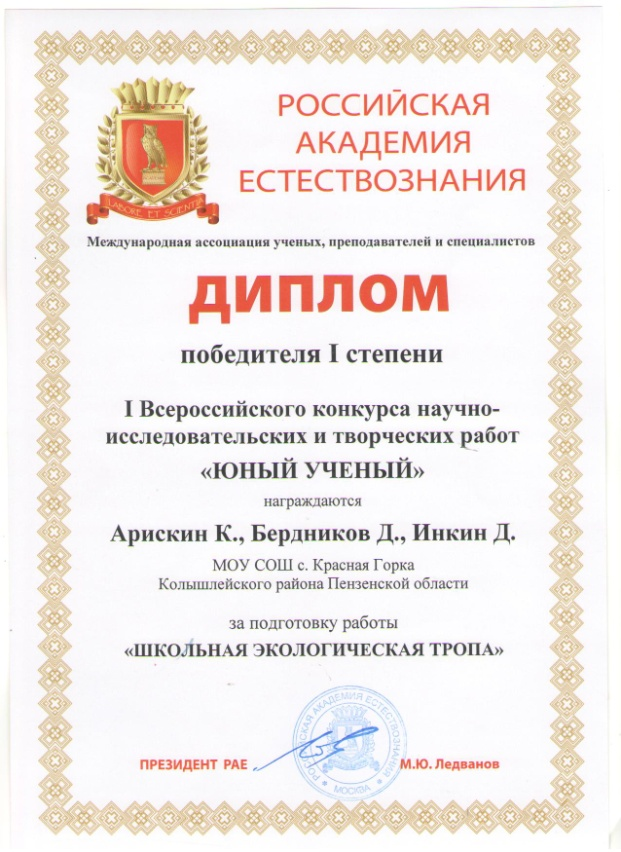 РОССИЙСКАЯ
АКАДЕМИЯ
ЕСТЕСТВОЗНАНИЯ
LABORE ET SCIENTIA
Международная ассоциация ученых, преподавателей и специалистов
ДИПЛОМ
победителя I степени
I Всероссийского конкурса научно-
исследовательских и творческих работ
«ЮНЫЙ УЧЕНЫЙ»
награждаются
Арискин К., Бердников Д., Инкин Д.
МОУ СОШ с. Красная Горка
Колышлейского района Пензенской области
за подготовку работы
«ШКОЛЬНАЯ ЭКОЛОГИЧЕСКАЯ ТРОПА»
РОССИЙСКАЯ АКАДЕМИЯ ЕСТЕСТВОЗНАНИЯ
МОСКВА
ПРЕЗИДЕНТ РАЕ
М.Ю. Ледванов